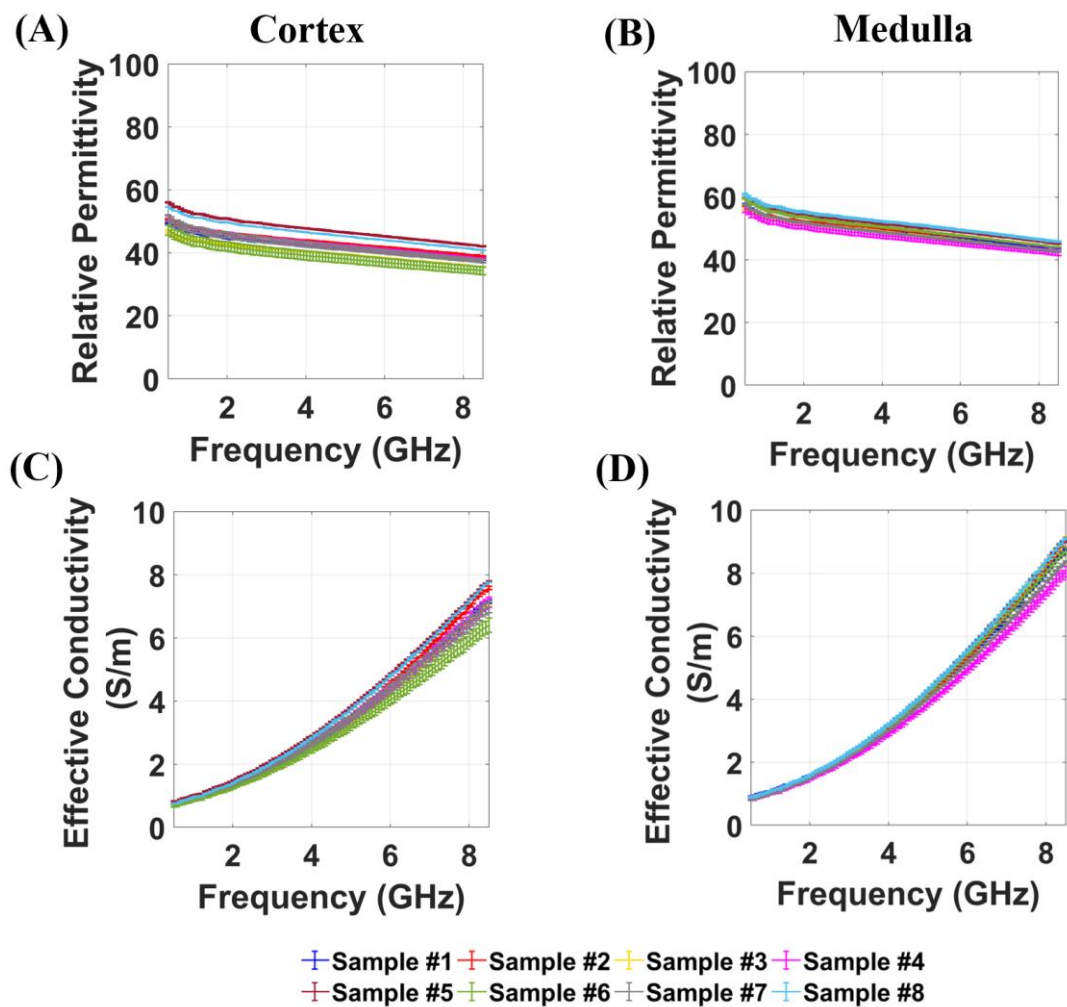 (A) Cortex
Relative Permittivity
100
80
60
40
20
0
2 4 6 8
Frequency (GHz)
(B) Medulla
Relative Permittivity
100
80
60
40
20
0
2 4 6 8
Frequency (GHz)
(C)
Effective Conductivity
(S/m)
10
8
6
4
2
0
2 4 6 8
Frequency (GHz)
(D)
Effective Conductivity
(S/m)
10
8
6
4
2
0
2 4 6 8
Frequency (GHz)
Sample #1 Sample #2 Sample #3 Sample #4
Sample #5 Sample #6 Sample #7 Sample #8